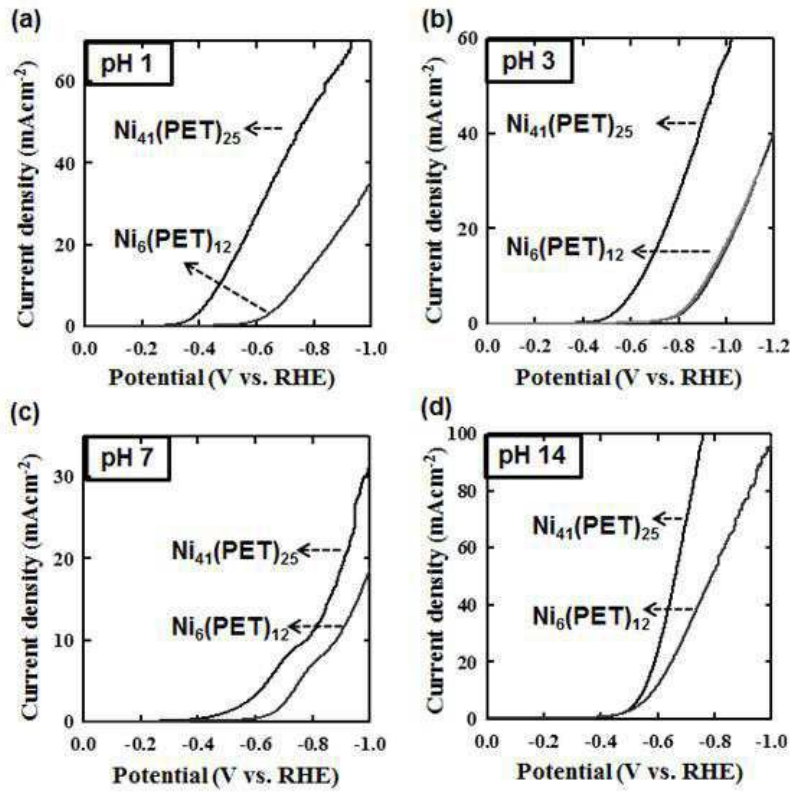 (a)
pH 1
Current density (mAcm⁻²)
60
40
20
0
Ni₄₁(PET)₂₅
Ni₆(PET)₁₂
0.0 -0.2 -0.4 -0.6 -0.8 -1.0
Potential (V vs. RHE)
(b)
pH 3
Current density (mAcm⁻²)
60
40
20
0
Ni₄₁(PET)₂₅
Ni₆(PET)₁₂
0.0 -0.2 -0.4 -0.6 -0.8 -1.0 -1.2
Potential (V vs. RHE)
(c)
pH 7
Current density (mAcm⁻²)
30
20
10
0
Ni₄₁(PET)₂₅
Ni₆(PET)₁₂
0.0 -0.2 -0.4 -0.6 -0.8 -1.0
Potential (V vs. RHE)
(d)
pH 14
Current density (mAcm⁻²)
100
80
60
40
20
0
Ni₄₁(PET)₂₅
Ni₆(PET)₁₂
0.0 -0.2 -0.4 -0.6 -0.8 -1.0
Potential (V vs. RHE)